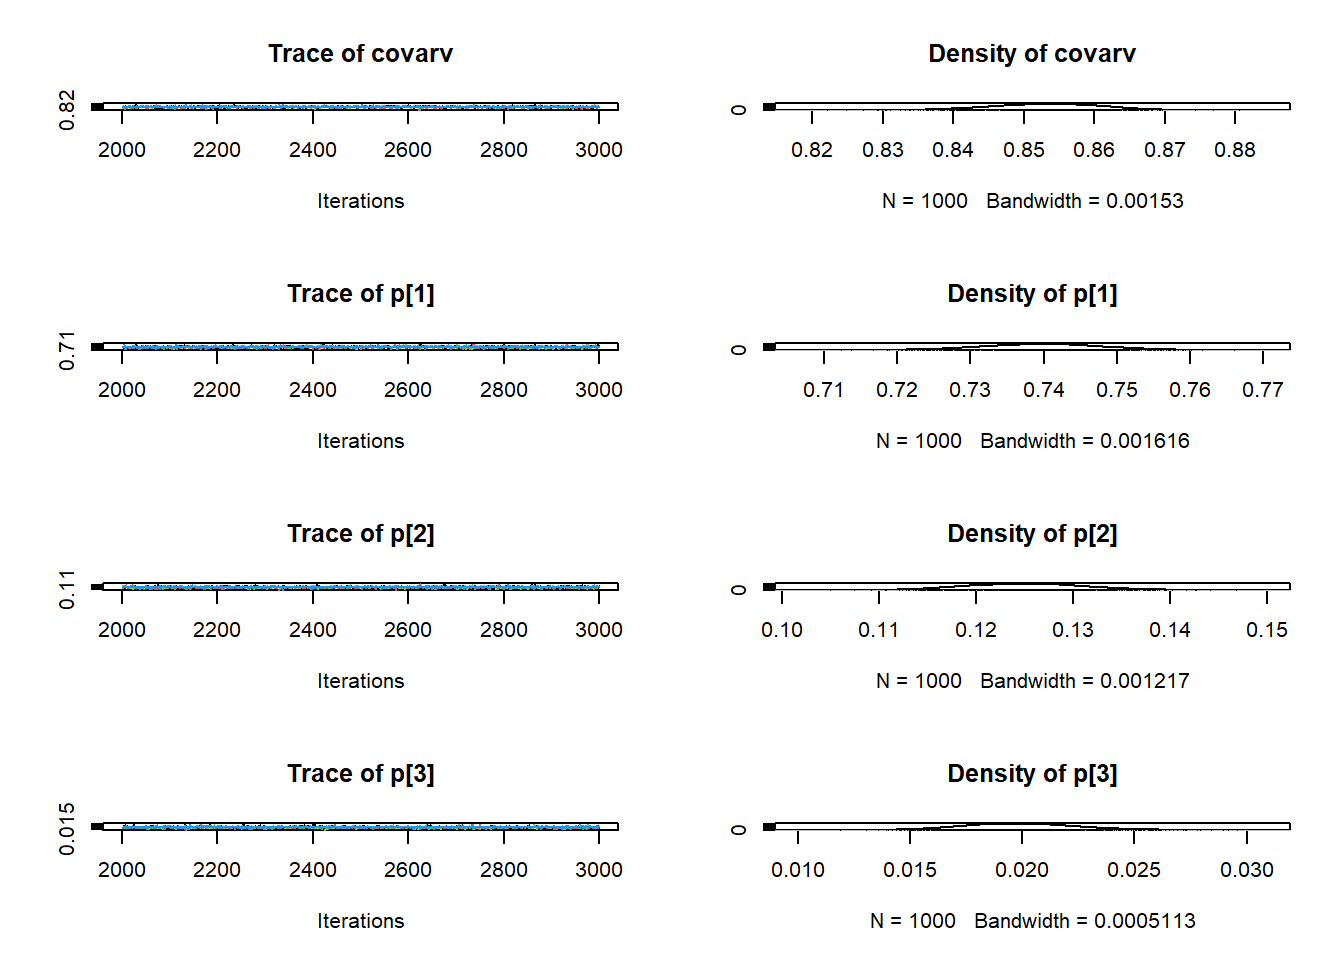 Trace of covarv
0.82
2000 2200 2400 2600 2800 3000
Iterations
Density of covarv
0
0.82 0.83 0.84 0.85 0.86 0.87 0.88
N = 1000 Bandwidth = 0.00153
Trace of p[1]
0.71
2000 2200 2400 2600 2800 3000
Iterations
Density of p[1]
0
0.71 0.72 0.73 0.74 0.75 0.76 0.77
N = 1000 Bandwidth = 0.001616
Trace of p[2]
0.11
2000 2200 2400 2600 2800 3000
Iterations
Density of p[2]
0
0.10 0.11 0.12 0.13 0.14 0.15
N = 1000 Bandwidth = 0.001217
Trace of p[3]
0.015
2000 2200 2400 2600 2800 3000
Iterations
Density of p[3]
0
0.010 0.015 0.020 0.025 0.030
N = 1000 Bandwidth = 0.0005113